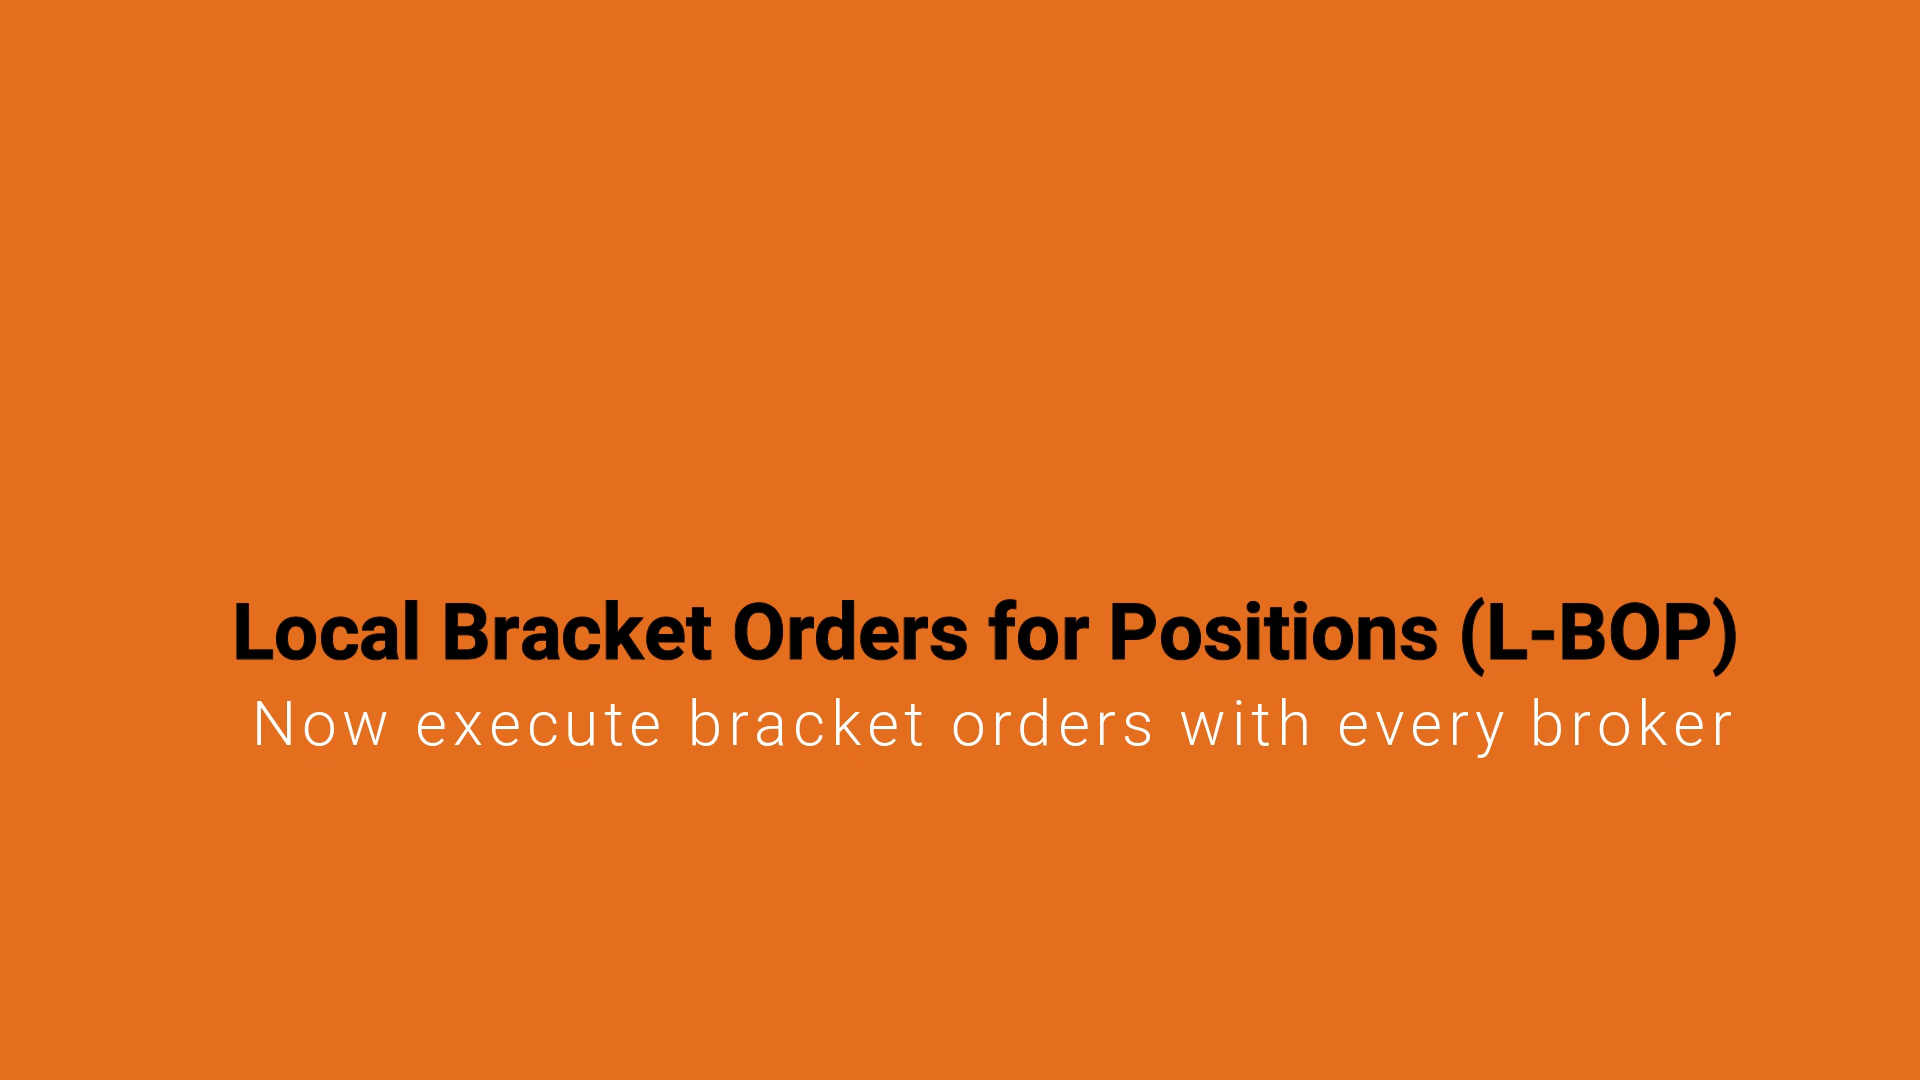 Local Bracket Orders for Positions (L-BOP)
Now execute bracket orders with every broker